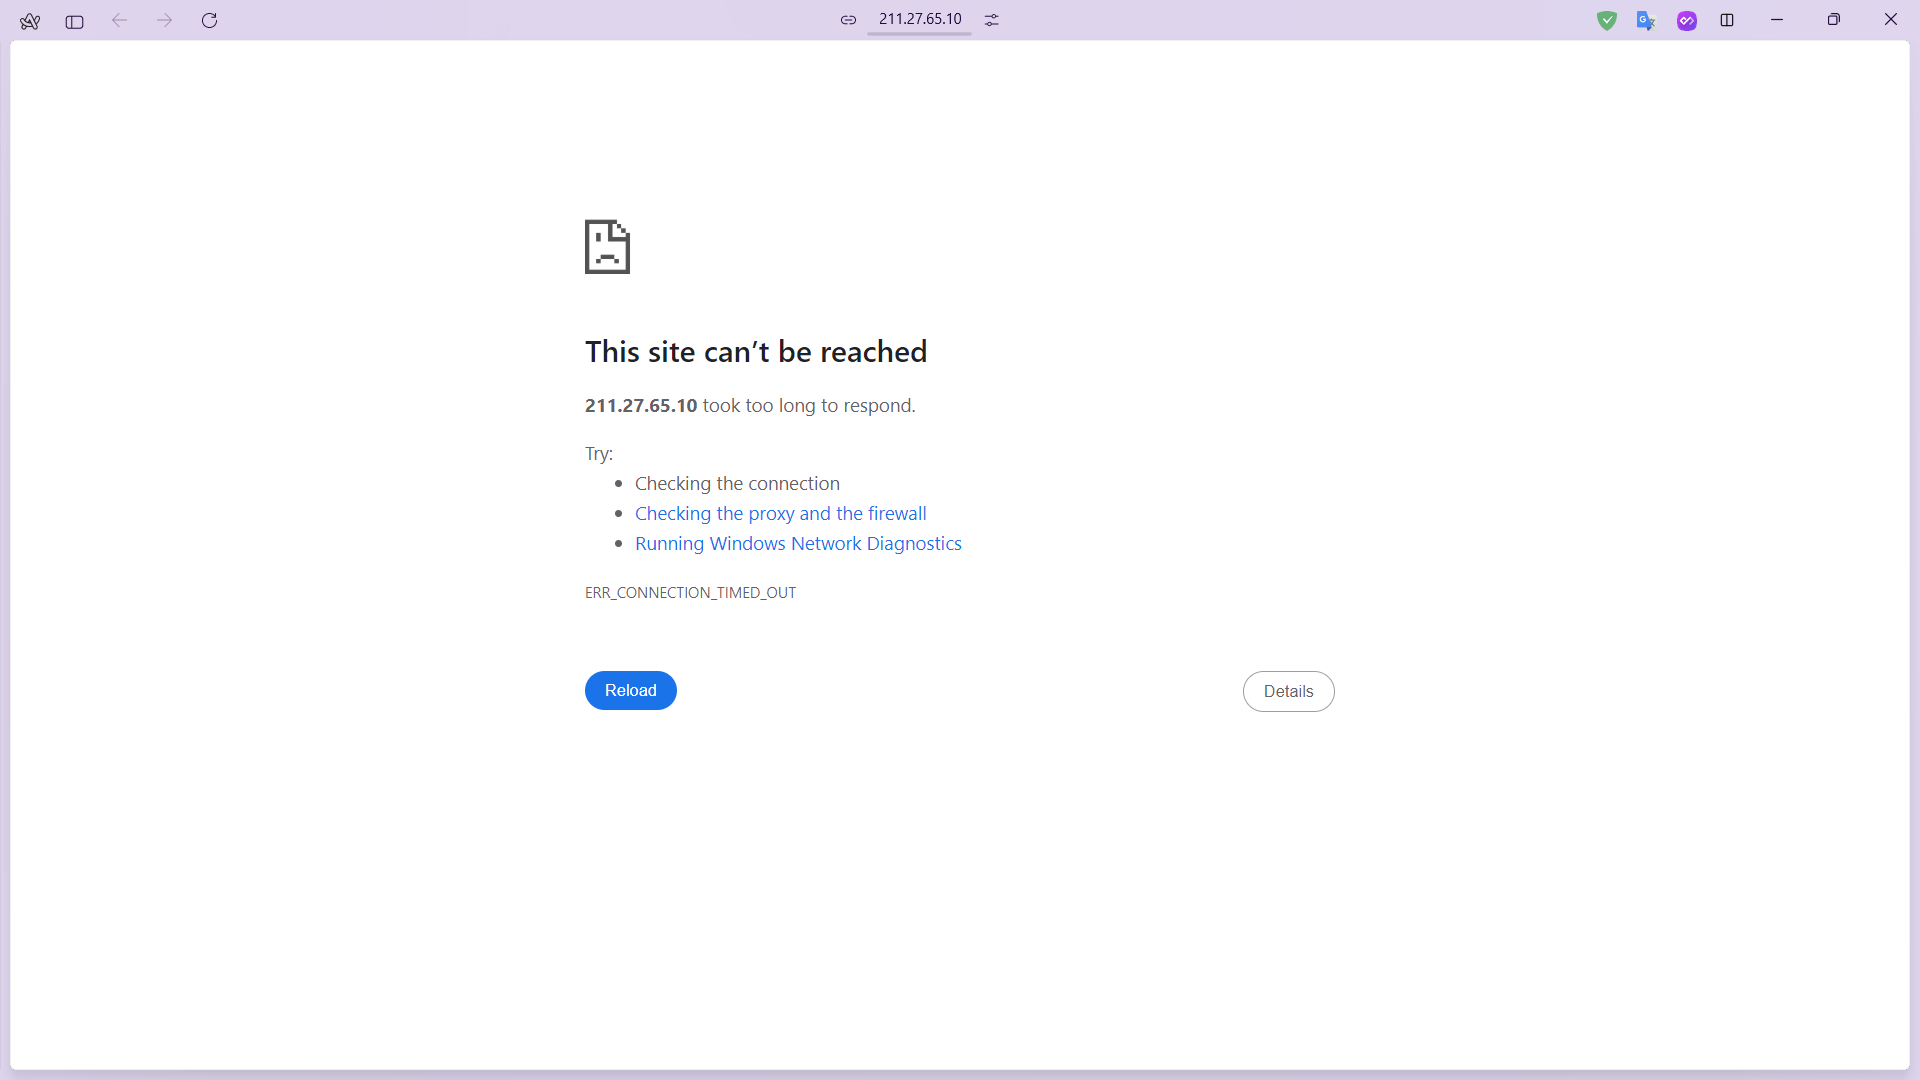 211.27.65.10
This site can’t be reached
211.27.65.10 took too long to respond.
Try:
Checking the connection
Checking the proxy and the firewall
Running Windows Network Diagnostics
ERR_CONNECTION_TIMED_OUT
Reload
Details